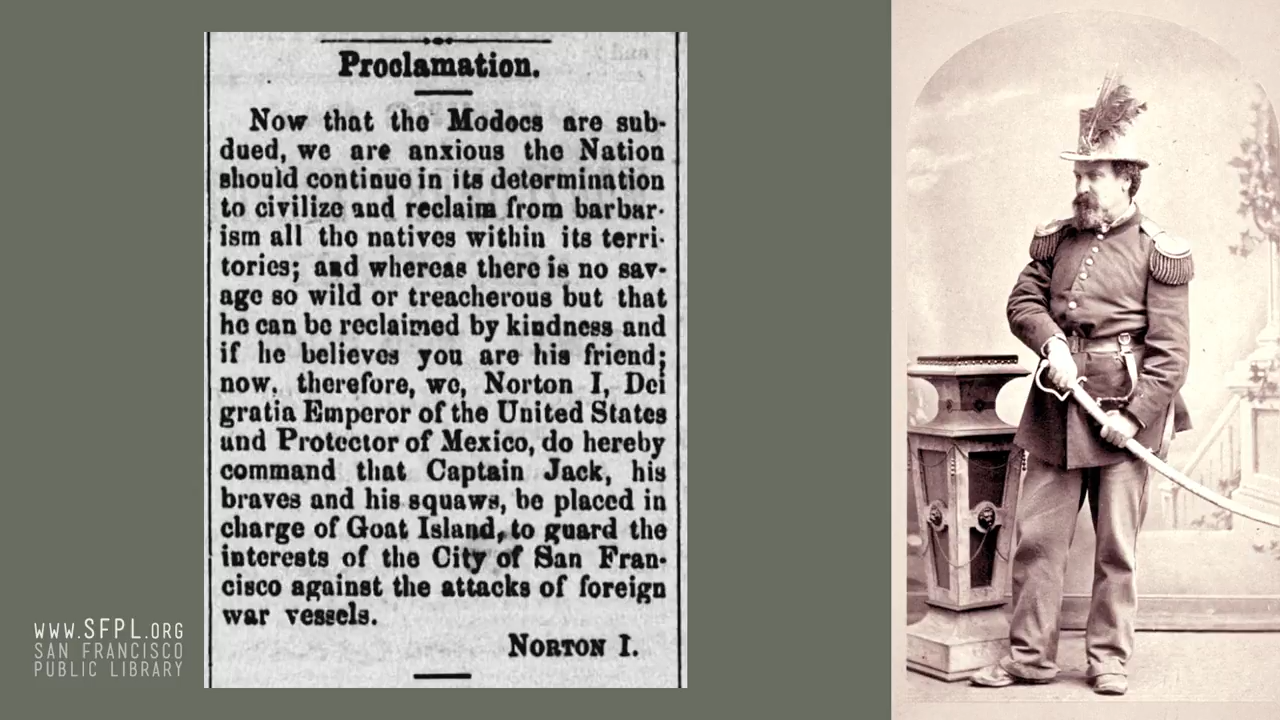 Proclamation.
Now that the Modocs are sub-
dued, we are anxious the Nation
should continue in its determination
to civilize and reclaim from barbar-
ism all the natives within its terri-
tories; and whereas there is no sav-
age so wild or treacherous but that
he can be reclaimed by kindness and
if he believes you are his friend;
now, therefore, we, Norton I, Dei
gratia Emperor of the United States
and Protector of Mexico, do hereby
command that Captain Jack, his
braves and his squaws, be placed in
charge of Goat Island, to guard the
interests of the City of San Fran-
cisco against the attacks of foreign
war vessels.
NORTON I.
WWW.SFPL.ORG
SAN FRANCISCO
PUBLIC LIBRARY